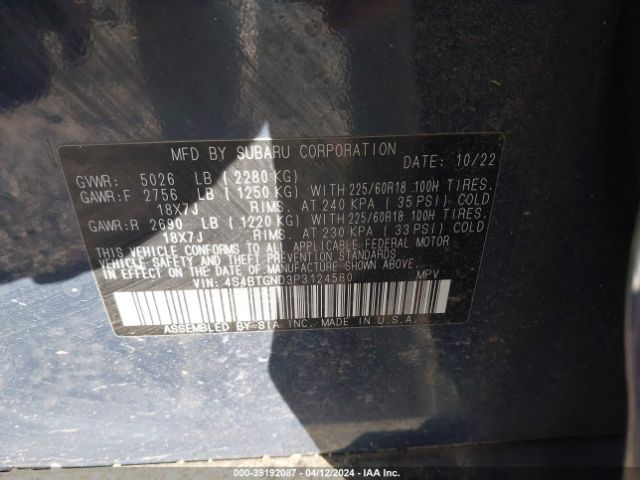 MFD BY SUBARU CORPORATION
DATE: 10/22
GVWR: 5026 LB (2280 KG)
GAWR:F 2756 LB (1250 KG) WITH 225/60R18 100H TIRES.
18X7J RIMS. AT 240 KPA (35 PSI) COLD
GAWR:R 2690 LB (1220 KG) WITH 225/60R18 100H TIRES.
18X7J RIMS. AT 230 KPA (33 PSI) COLD
THIS VEHICLE CONFORMS TO ALL APPLICABLE FEDERAL MOTOR
VEHICLE SAFETY, BUMPER, AND THEFT PREVENTION STANDARDS
IN EFFECT ON THE DATE OF MANUFACTURE SHOWN ABOVE.
VIN: 4S4BTGND3P3124580 MPV
ASSEMBLED BY SIA INC. MADE IN U.S.A.
000-39192087 - 04/12/2024 - IAA Inc.